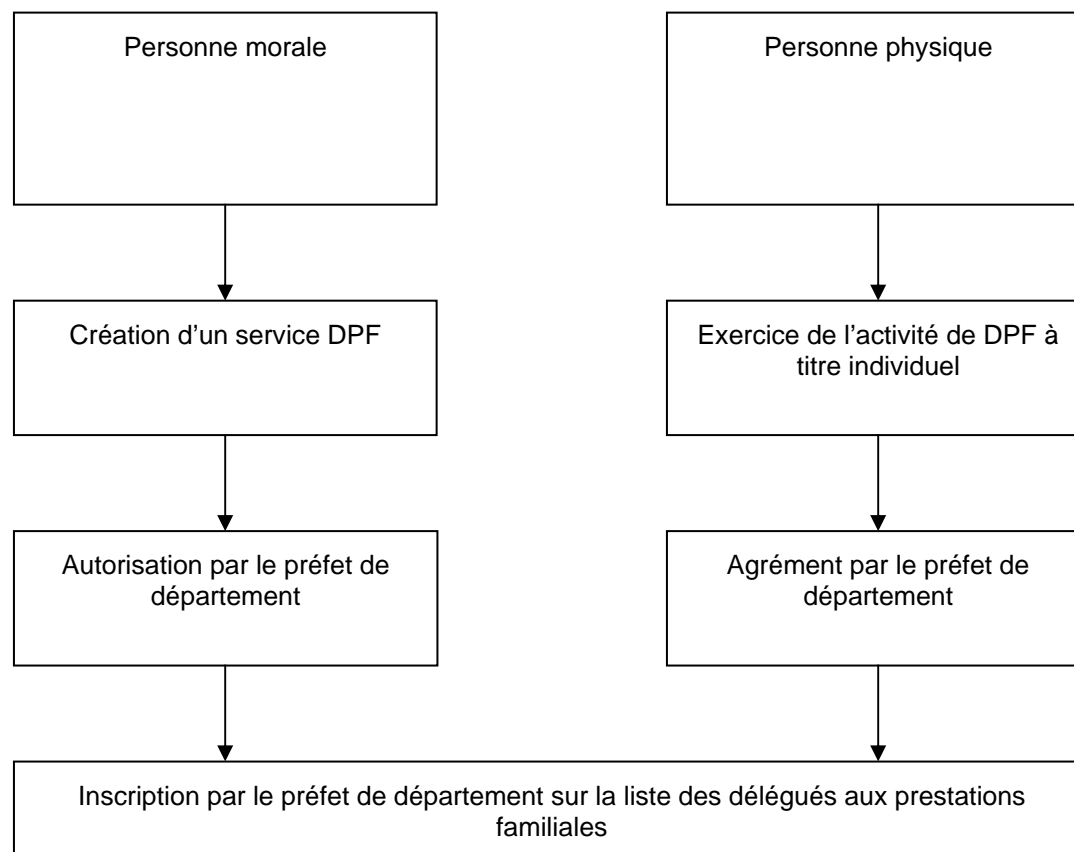 Personne morale
Personne physique
Création d’un service DPF
Exercice de l’activité de DPF à
titre individuel
Autorisation par le préfet de
département
Agrément par le préfet de
département
Inscription par le préfet de département sur la liste des délégués aux prestations
familiales